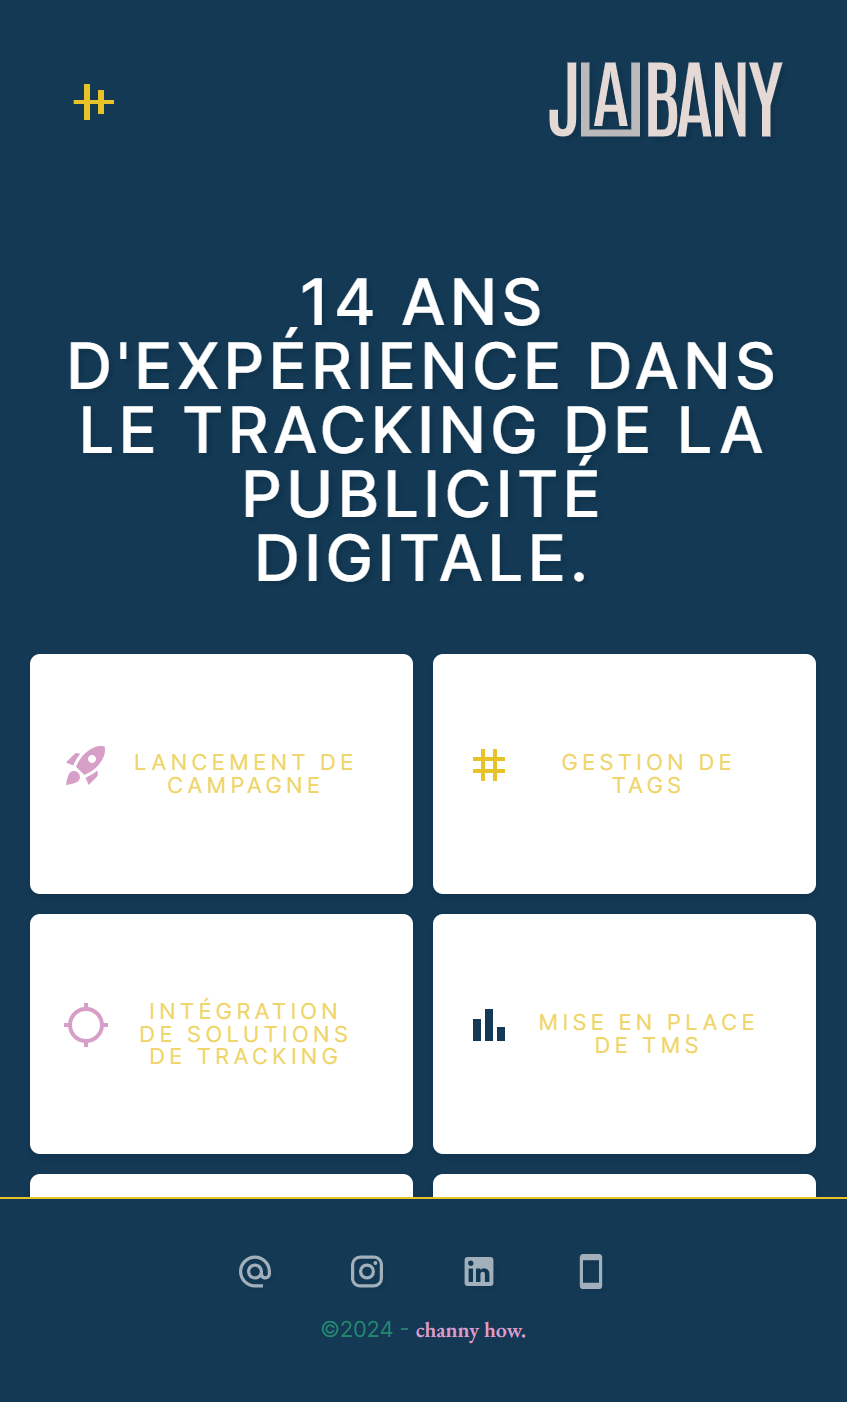 JLAIBANY
14 ANS
D'EXPÉRIENCE DANS
LE TRACKING DE LA
PUBLICITÉ
DIGITALE.
LANCEMENT DE
CAMPAGNE
GESTION DE
TAGS
INTÉGRATION
DE SOLUTIONS
DE TRACKING
MISE EN PLACE
DE TMS
©2024 - channy how.